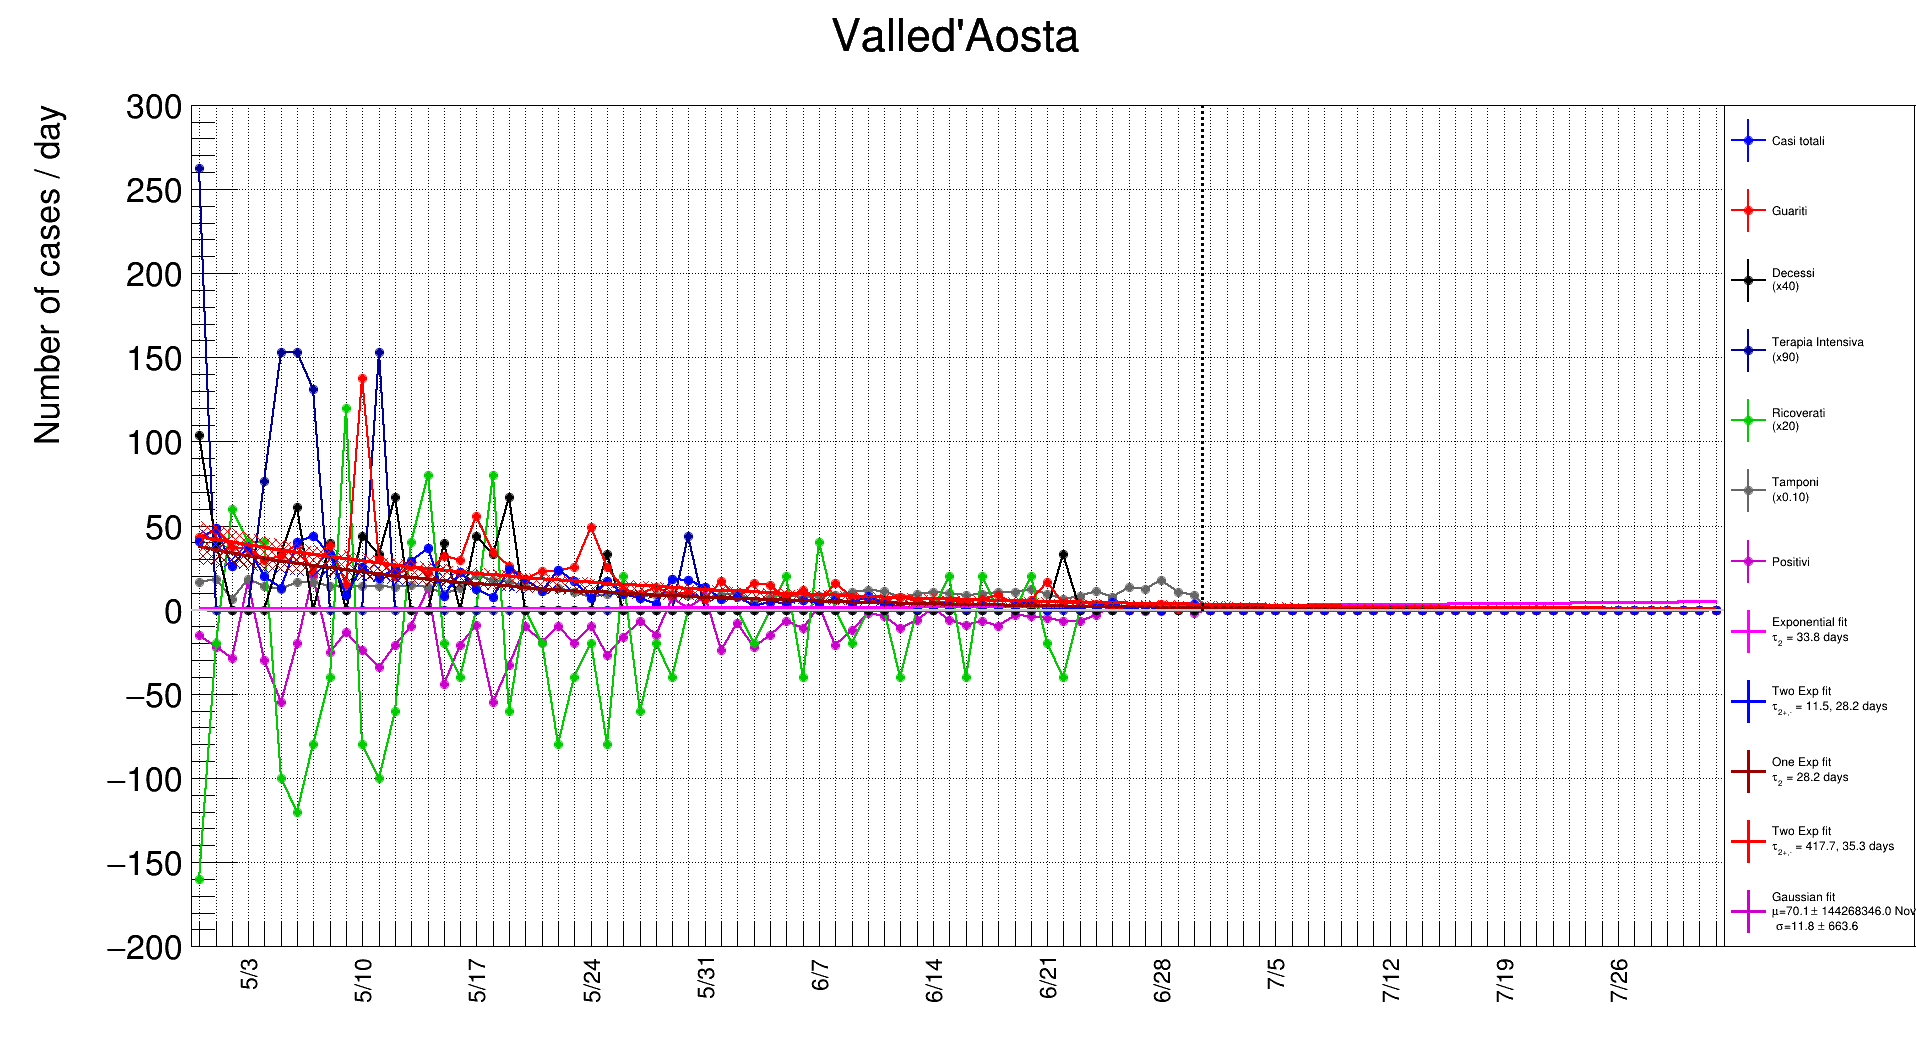 Valled'Aosta
Number of cases / day
300
250
200
150
100
50
0
−50
−100
−150
−200
5/3
5/10
5/17
5/24
5/31
6/7
6/14
6/21
6/28
7/5
7/12
7/19
7/26
Casi totali
Guariti
Decessi
(x40)
Terapia Intensiva
(x90)
Ricoverati
(x20)
Tamponi
(x0.10)
Positivi
Exponential fit
τ₂ = 33.8 days
Two Exp fit
τ₂₊,₋ = 11.5, 28.2 days
One Exp fit
τ₂ = 28.2 days
Two Exp fit
τ₂₊,₋ = 417.7, 35.3 days
Gaussian fit
μ=70.1± 144268346.0 Nov
σ=11.8 ± 663.6